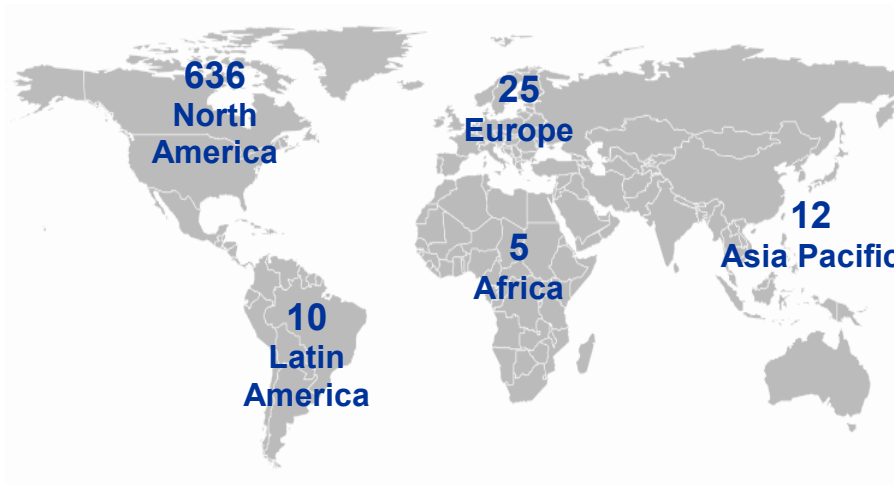 636
North
America
25
Europe
12
Asia Pacific
5
Africa
10
Latin
America